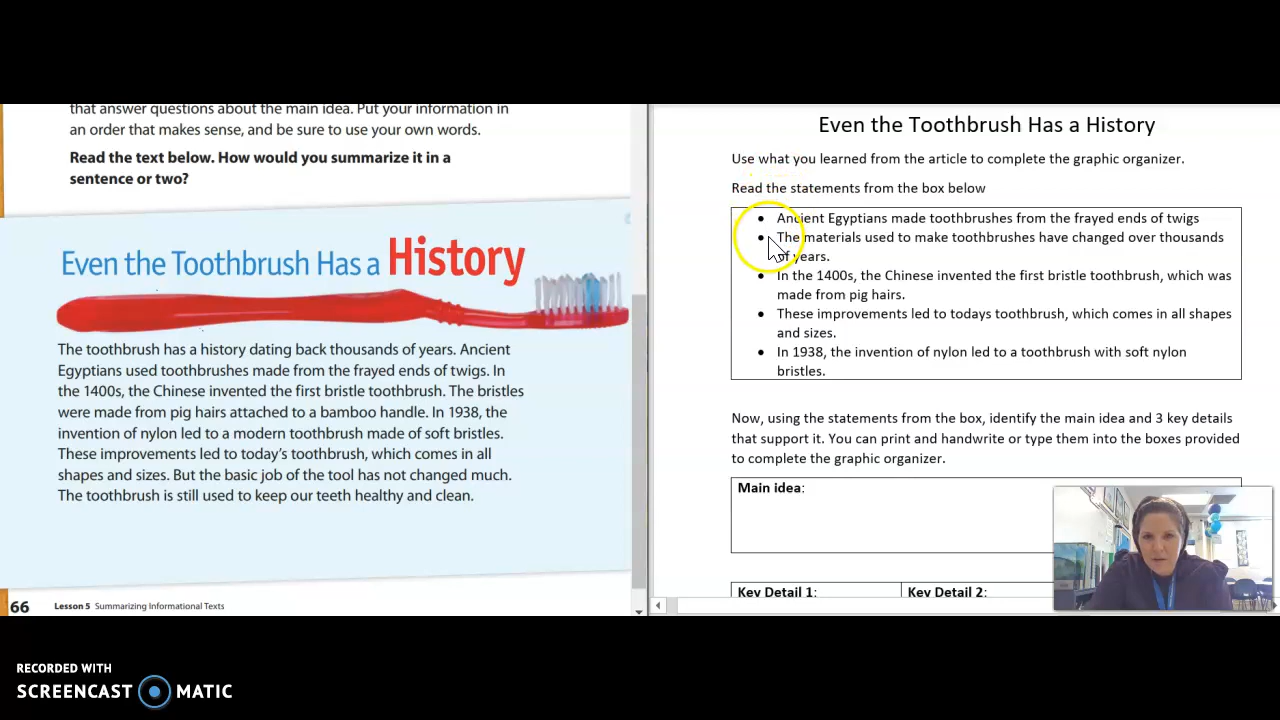 that answer questions about the main idea. Put your information in
an order that makes sense, and be sure to use your own words.
Read the text below. How would you summarize it in a
sentence or two?
Even the Toothbrush Has a History
The toothbrush has a history dating back thousands of years. Ancient
Egyptians used toothbrushes made from the frayed ends of twigs. In
the 1400s, the Chinese invented the first bristle toothbrush. The bristles
were made from pig hairs attached to a bamboo handle. In 1938, the
invention of nylon led to a modern toothbrush made of soft bristles.
These improvements led to today's toothbrush, which comes in all
shapes and sizes. But the basic job of the tool has not changed much.
The toothbrush is still used to keep our teeth healthy and clean.
66 Lesson 5 Summarizing Informational Texts
Even the Toothbrush Has a History
Use what you learned from the article to complete the graphic organizer.
Read the statements from the box below
• Ancient Egyptians made toothbrushes from the frayed ends of twigs
• The materials used to make toothbrushes have changed over thousands
of years.
• In the 1400s, the Chinese invented the first bristle toothbrush, which was
made from pig hairs.
• These improvements led to todays toothbrush, which comes in all shapes
and sizes.
• In 1938, the invention of nylon led to a toothbrush with soft nylon
bristles.
Now, using the statements from the box, identify the main idea and 3 key details
that support it. You can print and handwrite or type them into the boxes provided
to complete the graphic organizer.
Main idea:
Key Detail 1: Key Detail 2:
RECORDED WITH
SCREENCAST MATIC